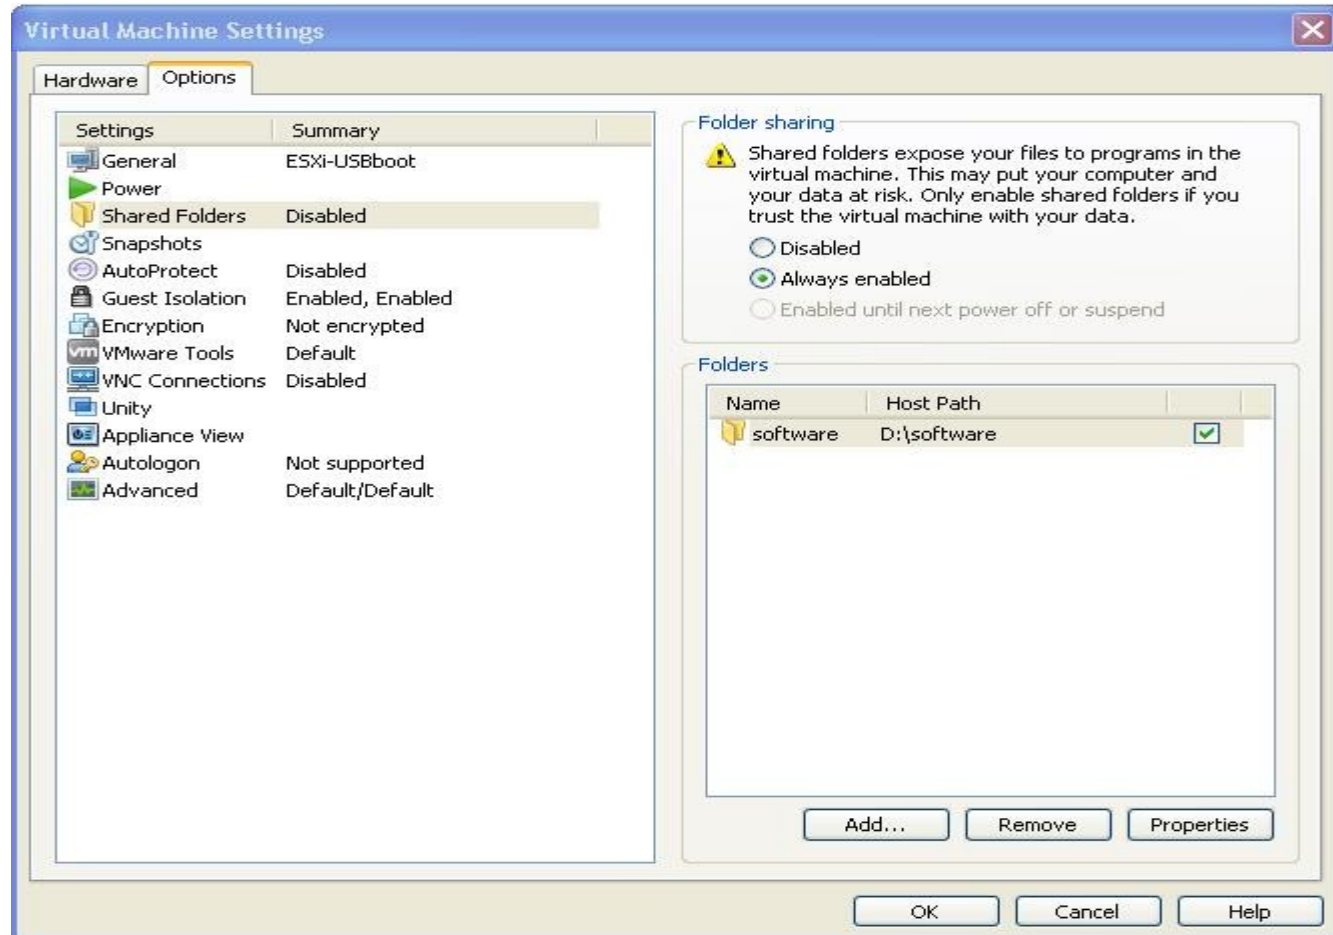 Virtual Machine Settings
Hardware Options
Settings Summary
General ESXi-USBboot
Power
Shared Folders Disabled
Snapshots
AutoProtect Disabled
Guest Isolation Enabled, Enabled
Encryption Not encrypted
vm VMware Tools Default
VNC Connections Disabled
Unity
Appliance View
Autologon Not supported
Advanced Default/Default
Folder sharing
Shared folders expose your files to programs in the
virtual machine. This may put your computer and
your data at risk. Only enable shared folders if you
trust the virtual machine with your data.
Disabled
Always enabled
Enabled until next power off or suspend
Folders
Name Host Path
software D:\software
Add... Remove Properties
OK Cancel Help